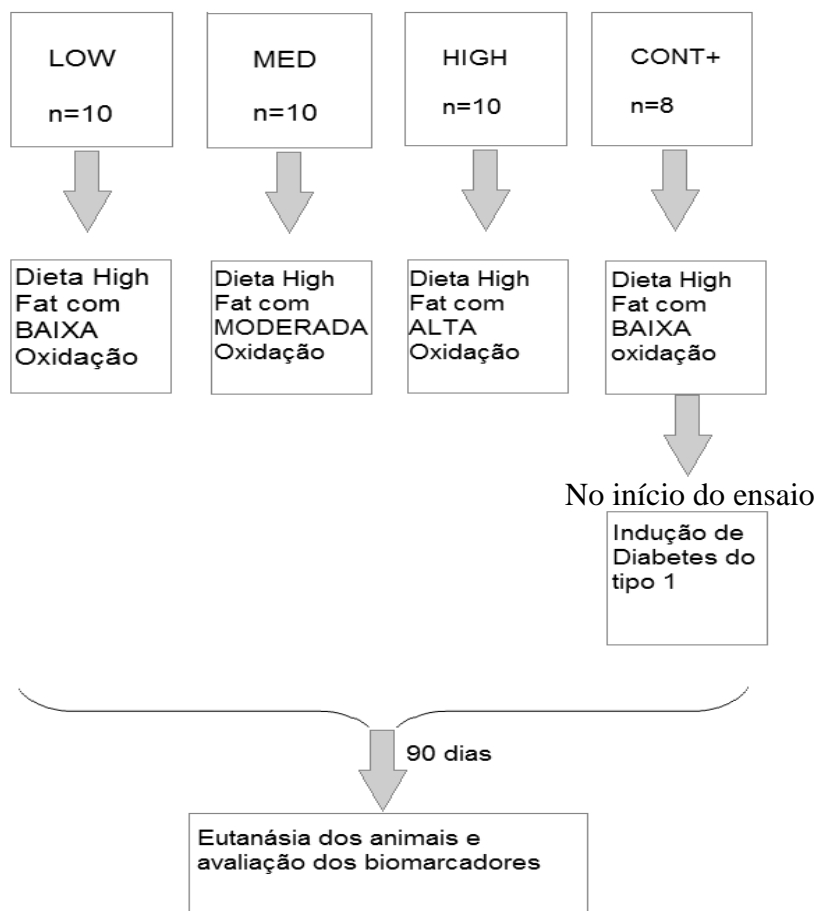 LOW
n=10
MED
n=10
HIGH
n=10
CONT+
n=8
Dieta High
Fat com
BAIXA
Oxidação
Dieta High
Fat com
MODERADA
Oxidação
Dieta High
Fat com
ALTA
Oxidação
Dieta High
Fat com
BAIXA
oxidação
No início do ensaio
Indução de
Diabetes do
tipo 1
90 dias
Eutanásia dos animais e
avaliação dos biomarcadores